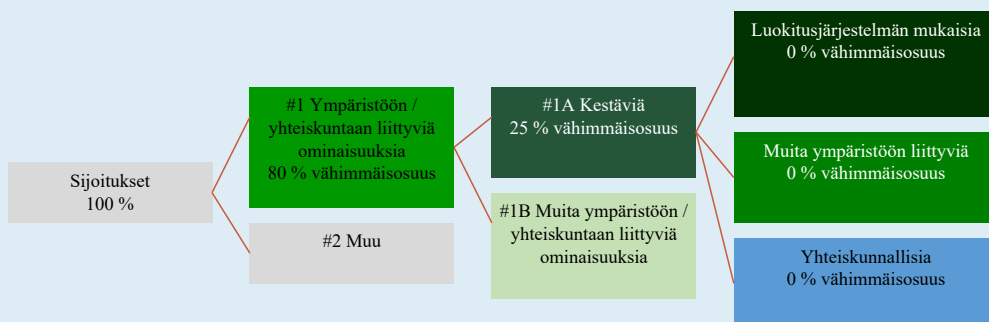 Sijoitukset
100 %
#1 Ympäristöön /
yhteiskuntaan liittyviä
ominaisuuksia
80 % vähimmäisosuus
#2 Muu
#1A Kestäviä
25 % vähimmäisosuus
#1B Muita ympäristöön /
yhteiskuntaan liittyviä
ominaisuuksia
Luokitusjärjestelmän mukaisia
0 % vähimmäisosuus
Muita ympäristöön liittyviä
0 % vähimmäisosuus
Yhteiskunnallisia
0 % vähimmäisosuus